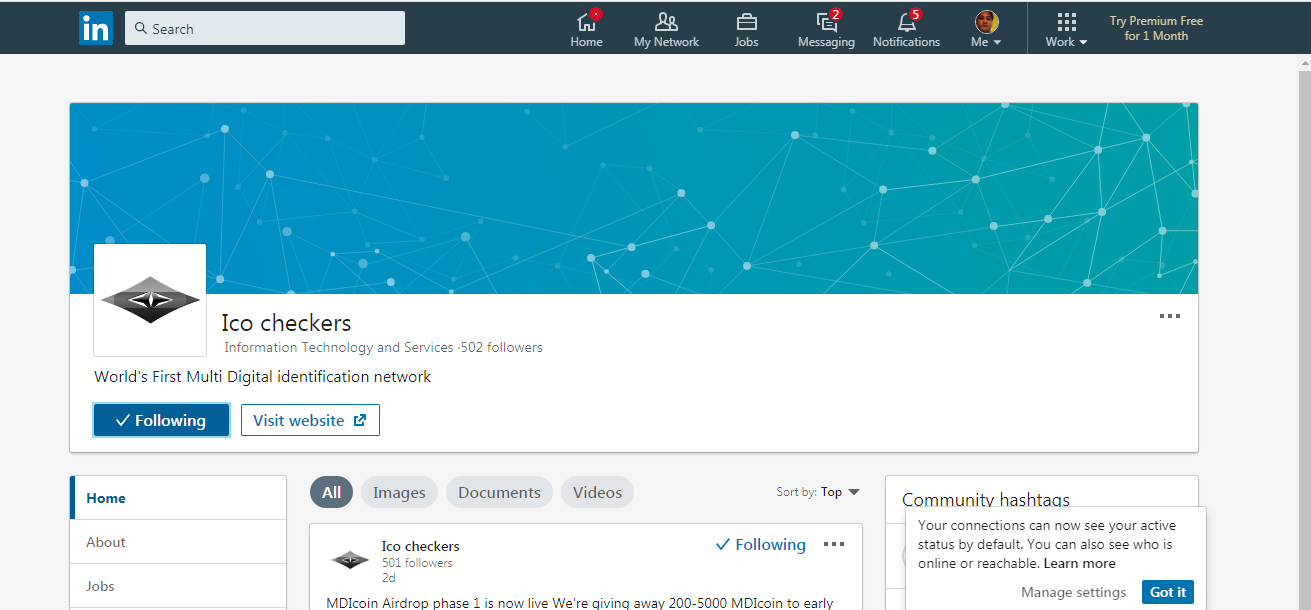 in
Search
Home
My Network
Jobs
2
Messaging
5
Notifications
Me
Work
Try Premium Free
for 1 Month
Ico checkers
Information Technology and Services ·502 followers
World's First Multi Digital identification network
Following
Visit website
Home
About
Jobs
All
Images
Documents
Videos
Sort by: Top
Ico checkers
501 followers
2d
Following
MDIcoin Airdrop phase 1 is now live We're giving away 200-5000 MDIcoin to early
Community hashtags
Your connections can now see your active
status by default. You can also see who is
online or reachable. Learn more
Manage settings
Got it